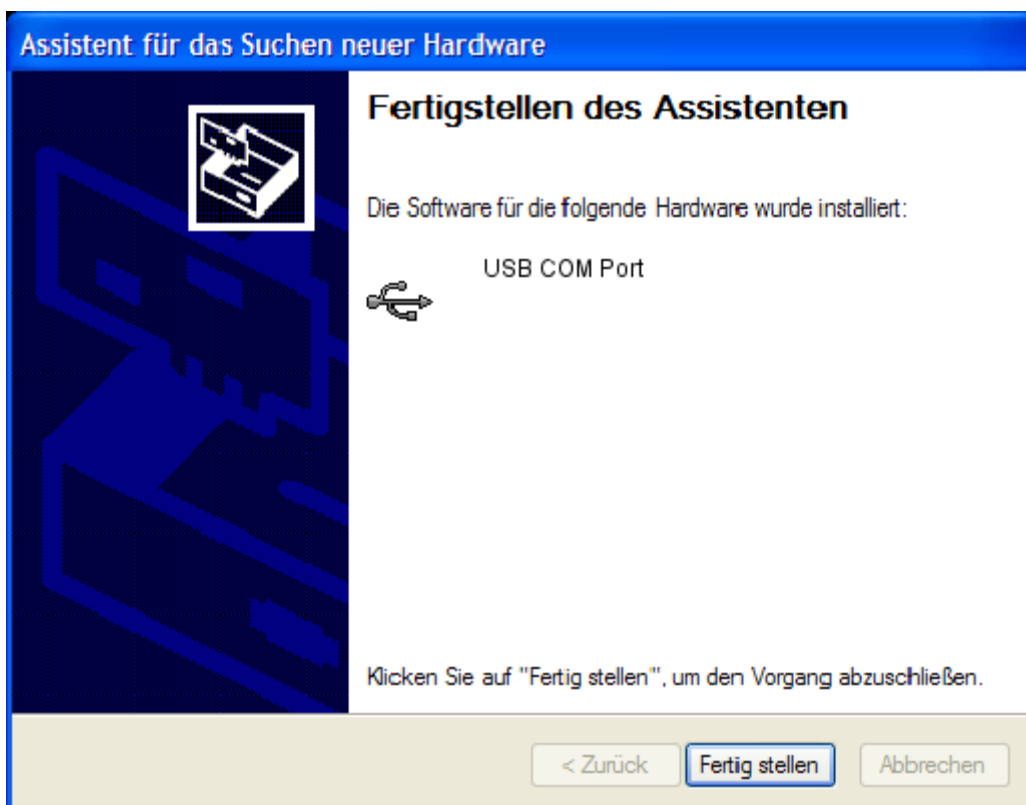 Assistent für das Suchen neuer Hardware
Fertigstellen des Assistenten
Die Software für die folgende Hardware wurde installiert:
USB COM Port
Klicken Sie auf "Fertig stellen", um den Vorgang abzuschließen.
< Zurück Fertig stellen Abbrechen